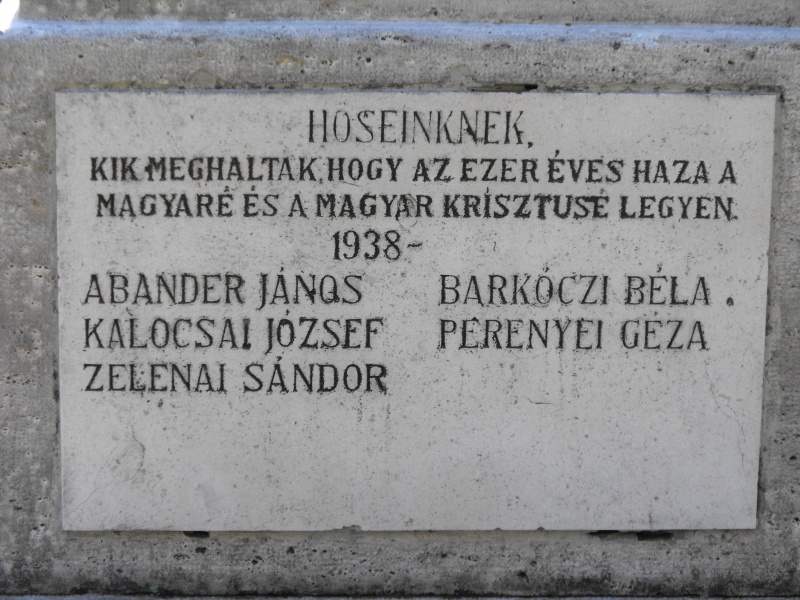 HŐSEINKNEK,
KIK MEGHALTAK, HOGY AZ EZER ÉVES HAZA A
MAGYARÉ ÉS A MAGYAR KRISZTUSÉ LEGYEN.
1938-
ABANDER JÁNOS BARKÓCZI BÉLA.
KALOCSAI JÓZSEF PERÉNYEI GÉZA
ZELENAI SÁNDOR